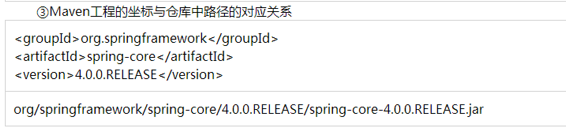 ③Maven工程的坐标与仓库中路径的对应关系
<groupId>org.springframework</groupId>
<artifactId>spring-core</artifactId>
<version>4.0.0.RELEASE</version>
org/springframework/spring-core/4.0.0.RELEASE/spring-core-4.0.0.RELEASE.jar